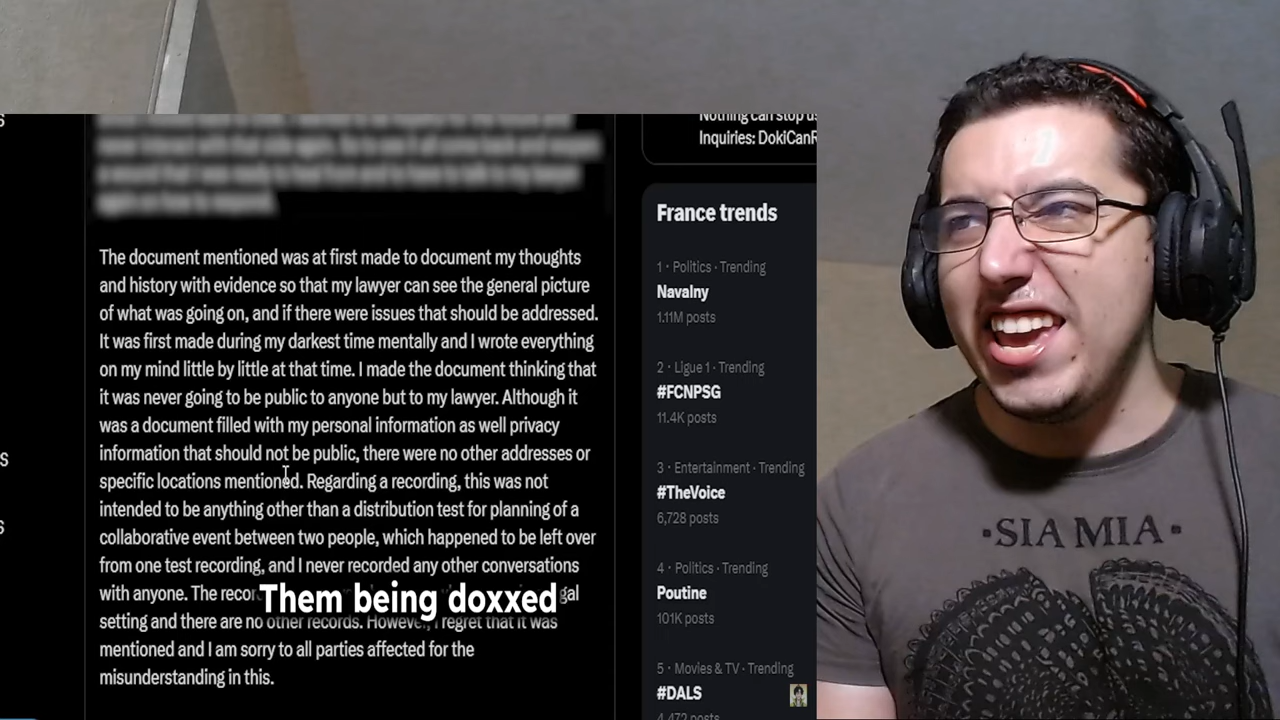 Nothing can stop us
Inquiries: DokiCanR
The document mentioned was at first made to document my thoughts
and history with evidence so that my lawyer can see the general picture
of what was going on, and if there were issues that should be addressed.
It was first made during my darkest time mentally and I wrote everything
on my mind little by little at that time. I made the document thinking that
it was never going to be public to anyone but to my lawyer. Although it
was a document filled with my personal information as well privacy
information that should not be public, there were no other addresses or
specific locations mentioned. Regarding a recording, this was not
intended to be anything other than a distribution test for planning of a
collaborative event between two people, which happened to be left over
from one test recording, and I never recorded any other conversations
with anyone. The recor gal
setting and there are no other records. However, I regret that it was
mentioned and I am sorry to all parties affected for the
misunderstanding in this.
Them being doxxed
France trends
1 · Politics · Trending
Navalny
1.11M posts
2 · Ligue 1 · Trending
#FCNPSG
11.4K posts
3 · Entertainment · Trending
#TheVoice
6,728 posts
4 · Politics · Trending
Poutine
101K posts
5 · Movies & TV · Trending
#DALS
4,472 posts
·SIA MIA·